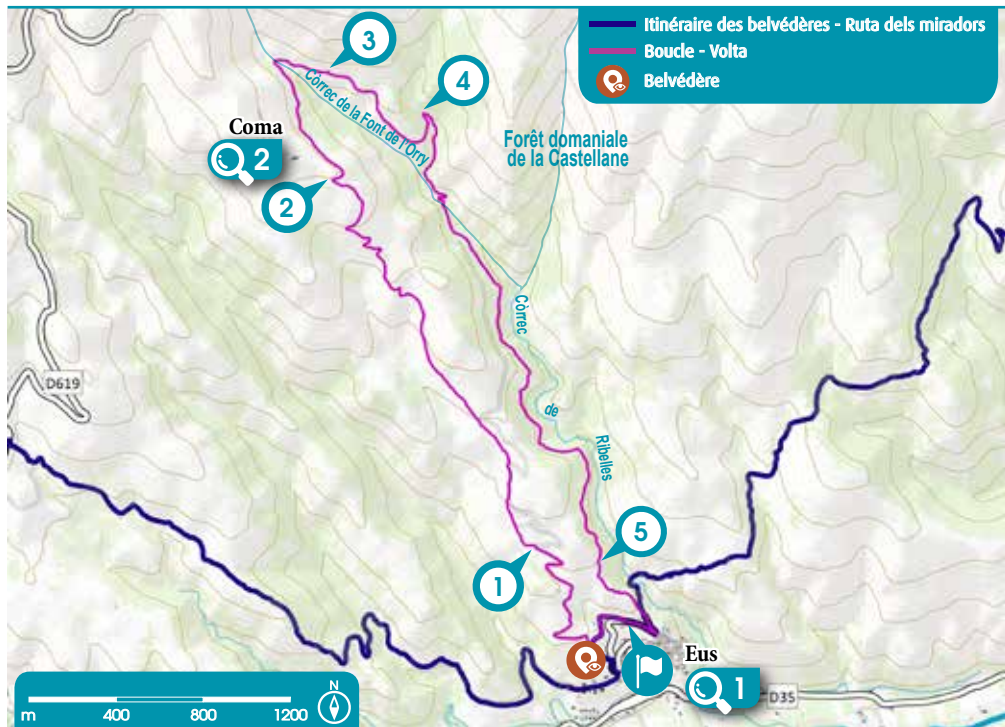 Itinéraire des belvédères - Ruta dels miradors
Boucle - Volta
Belvédère
3
4
Còrrec de la Font de l'Orry
Forêt domaniale
de la Castellane
Coma
2
2
Còrrec
de
Ribelles
D619
5
1
Eus
1
D35
m 400 800 1200
N